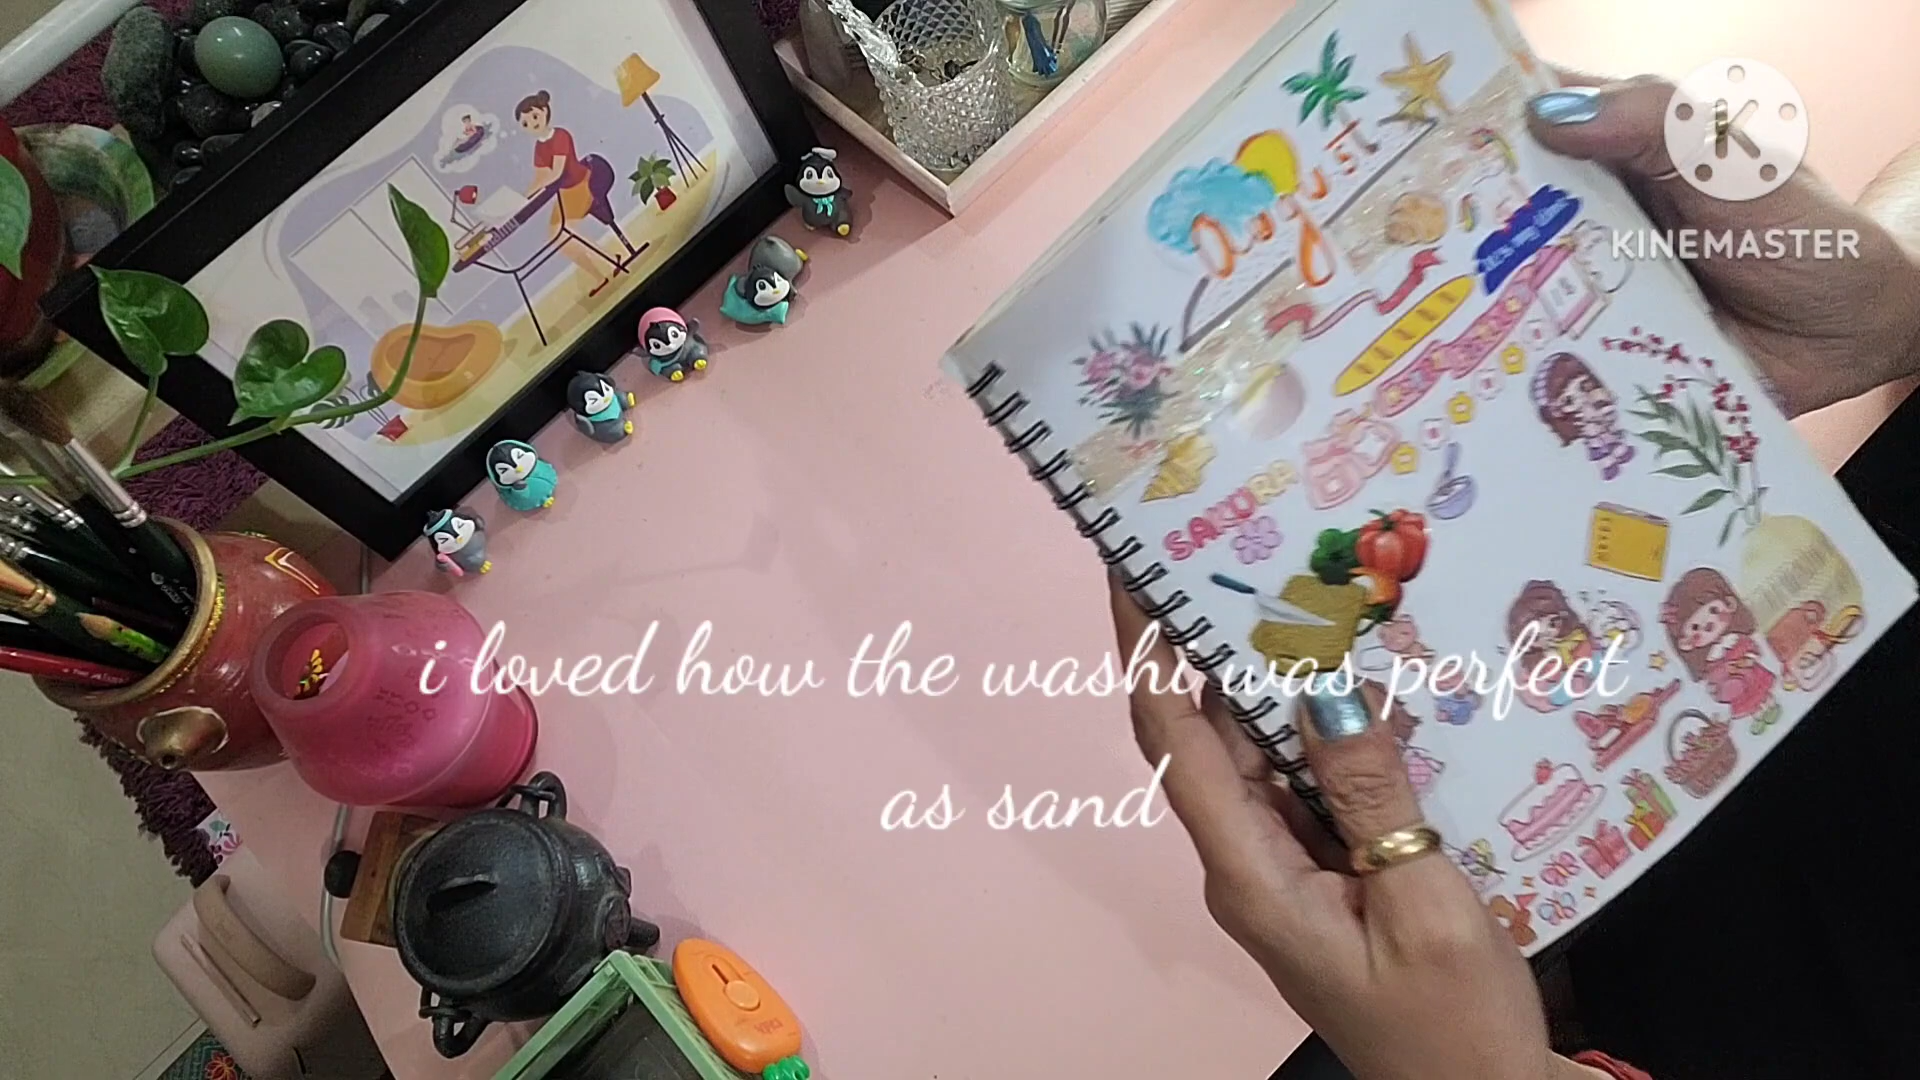 K
KINEMASTER
August
SAKURA
i loved how the washi was perfect
as sand